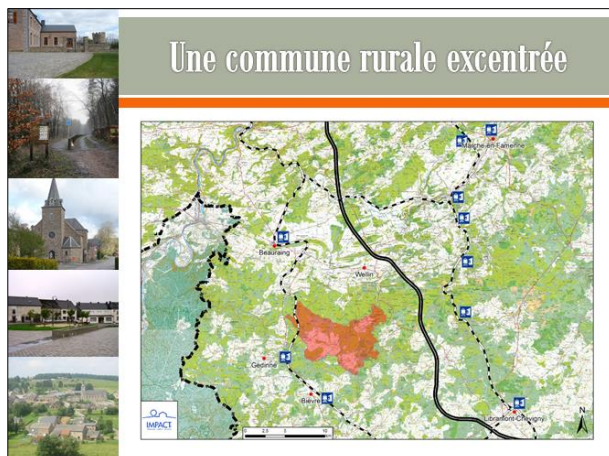 Une commune rurale excentrée
Marche-en-Famenne
Beauraing
Wellin
Gedinne
Bièvre
Libramont-Chevigny
N
IMPACT
0 2,5 5 10